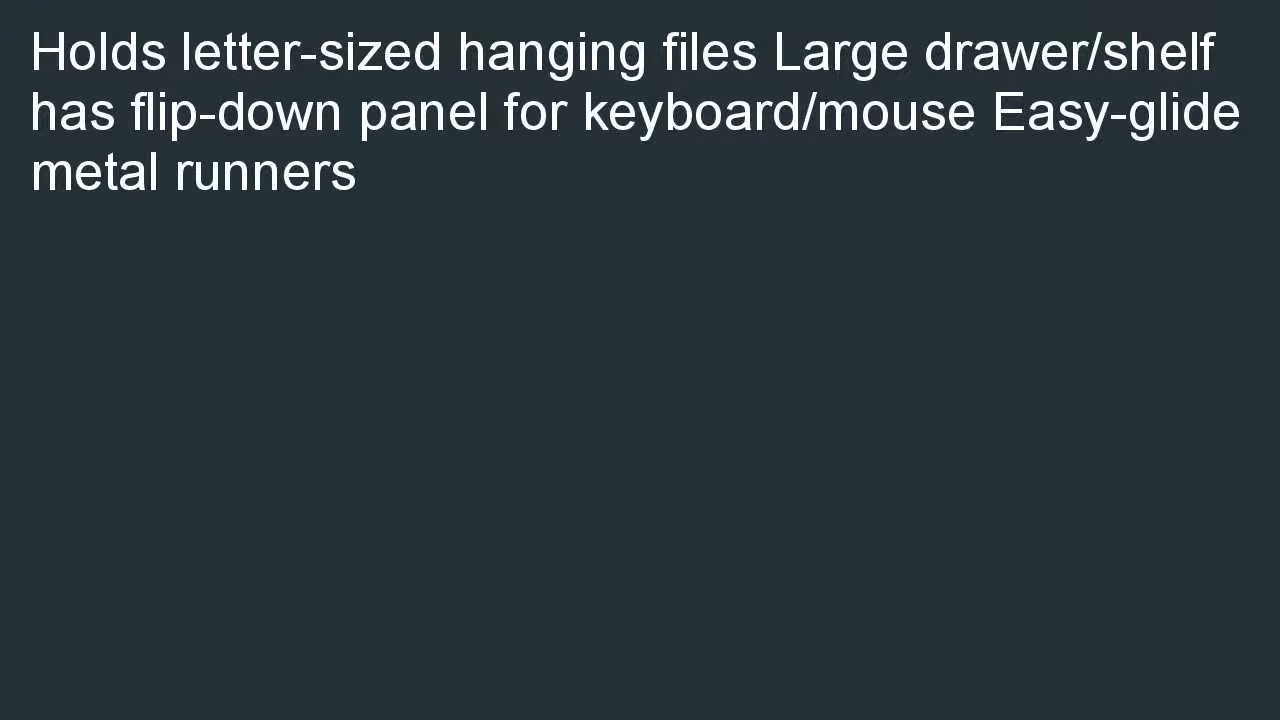 Holds letter-sized hanging files Large drawer/shelf
has flip-down panel for keyboard/mouse Easy-glide
metal runners